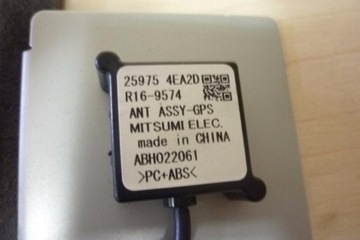 25975 4EA2D
R16-9574
ANT ASSY-GPS
MITSUMI ELEC.
made in CHINA
ABH022061
>PC+ABS<